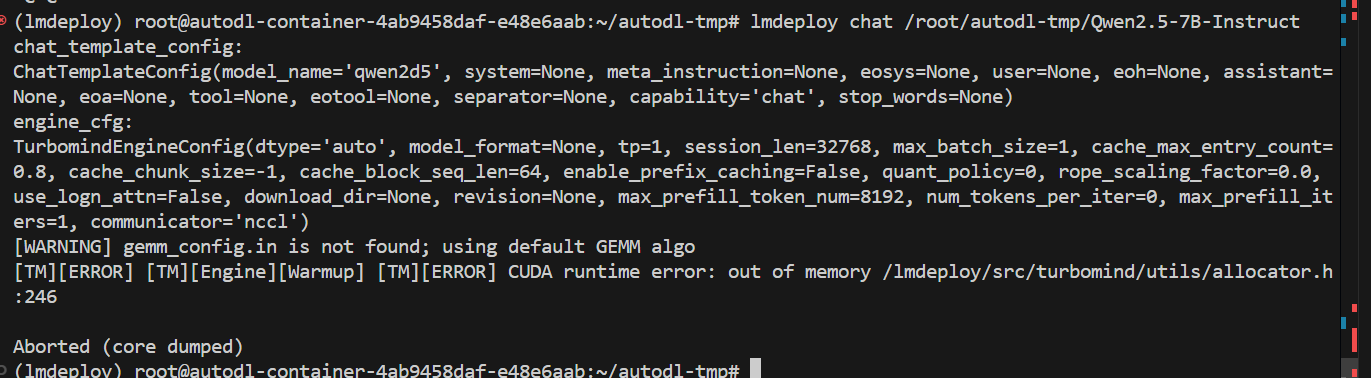 (lmdeploy) root@autodl-container-4ab9458daf-e48e6aab:~/autodl-tmp# lmdeploy chat /root/autodl-tmp/Qwen2.5-7B-Instruct
chat_template_config:
ChatTemplateConfig(model_name='qwen2d5', system=None, meta_instruction=None, eosys=None, user=None, eoh=None, assistant=
None, eoa=None, tool=None, eotool=None, separator=None, capability='chat', stop_words=None)
engine_cfg:
TurbomindEngineConfig(dtype='auto', model_format=None, tp=1, session_len=32768, max_batch_size=1, cache_max_entry_count=
0.8, cache_chunk_size=-1, cache_block_seq_len=64, enable_prefix_caching=False, quant_policy=0, rope_scaling_factor=0.0,
use_logn_attn=False, download_dir=None, revision=None, max_prefill_token_num=8192, num_tokens_per_iter=0, max_prefill_it
ers=1, communicator='nccl')
[WARNING] gemm_config.in is not found; using default GEMM algo
[TM][ERROR] [TM][Engine][Warmup] [TM][ERROR] CUDA runtime error: out of memory /lmdeploy/src/turbomind/utils/allocator.h
:246
Aborted (core dumped)
(lmdeploy) root@autodl-container-4ab9458daf-e48e6aab:~/autodl-tmp#